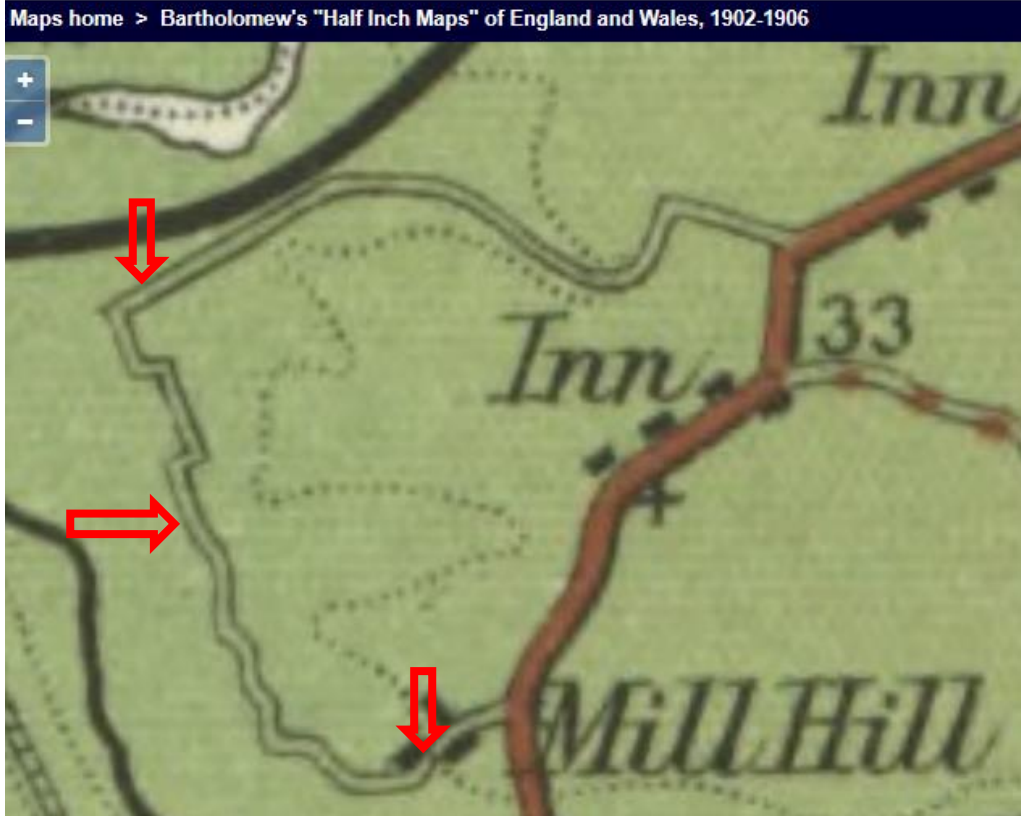 Maps home > Bartholomew's "Half Inch Maps" of England and Wales, 1902-1906
+
-
Inn
33
Inn
Mill Hill